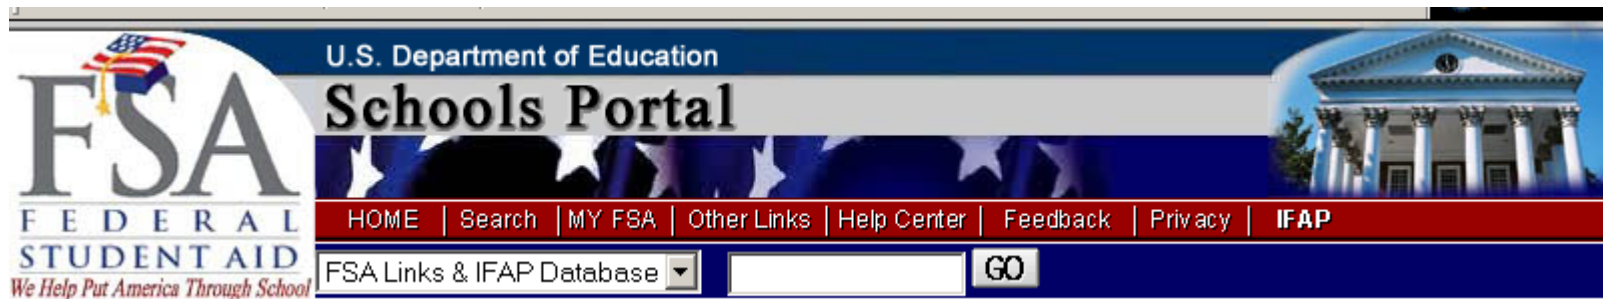 FSA
FEDERAL
STUDENT AID
We Help Put America Through School
U.S. Department of Education
Schools Portal
HOME | Search | MY FSA | Other Links | Help Center | Feedback | Privacy | IFAP
FSA Links & IFAP Database GO